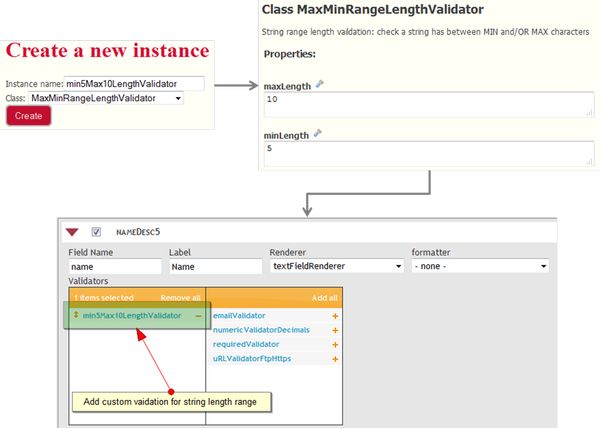 Create a new instance
Instance name: min5Max10LengthValidator
Class: MaxMinRangeLengthValidator
Create
Class MaxMinRangeLengthValidator
String range length vaidation: check a string has between MIN and/OR MAX characters
Properties:
maxLength
10
minLength
5
NAMEDESC5
Field Name Label Renderer formatter
name Name textFieldRenderer - none -
Validators
1 items selected Remove all Add all
min5Max10LengthValidator − emailValidator +
numericValidatorDecimals +
requiredValidator +
uRLValidatorFtpHttps +
Add custom vaidation for string length range